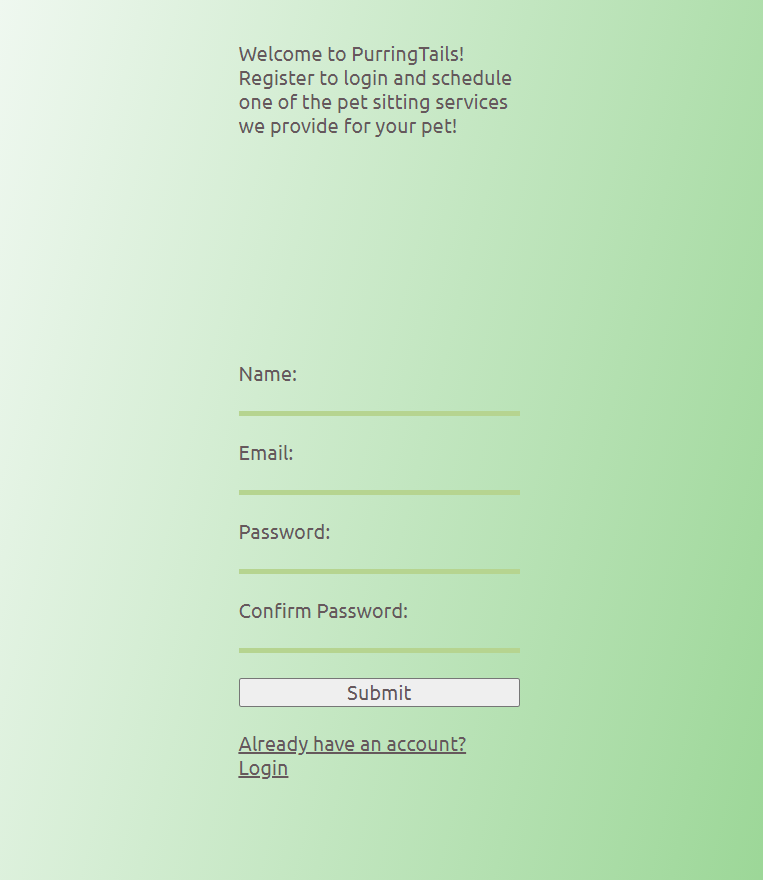 Welcome to PurringTails!
Register to login and schedule
one of the pet sitting services
we provide for your pet!
Name:
Email:
Password:
Confirm Password:
Submit
Already have an account?
Login